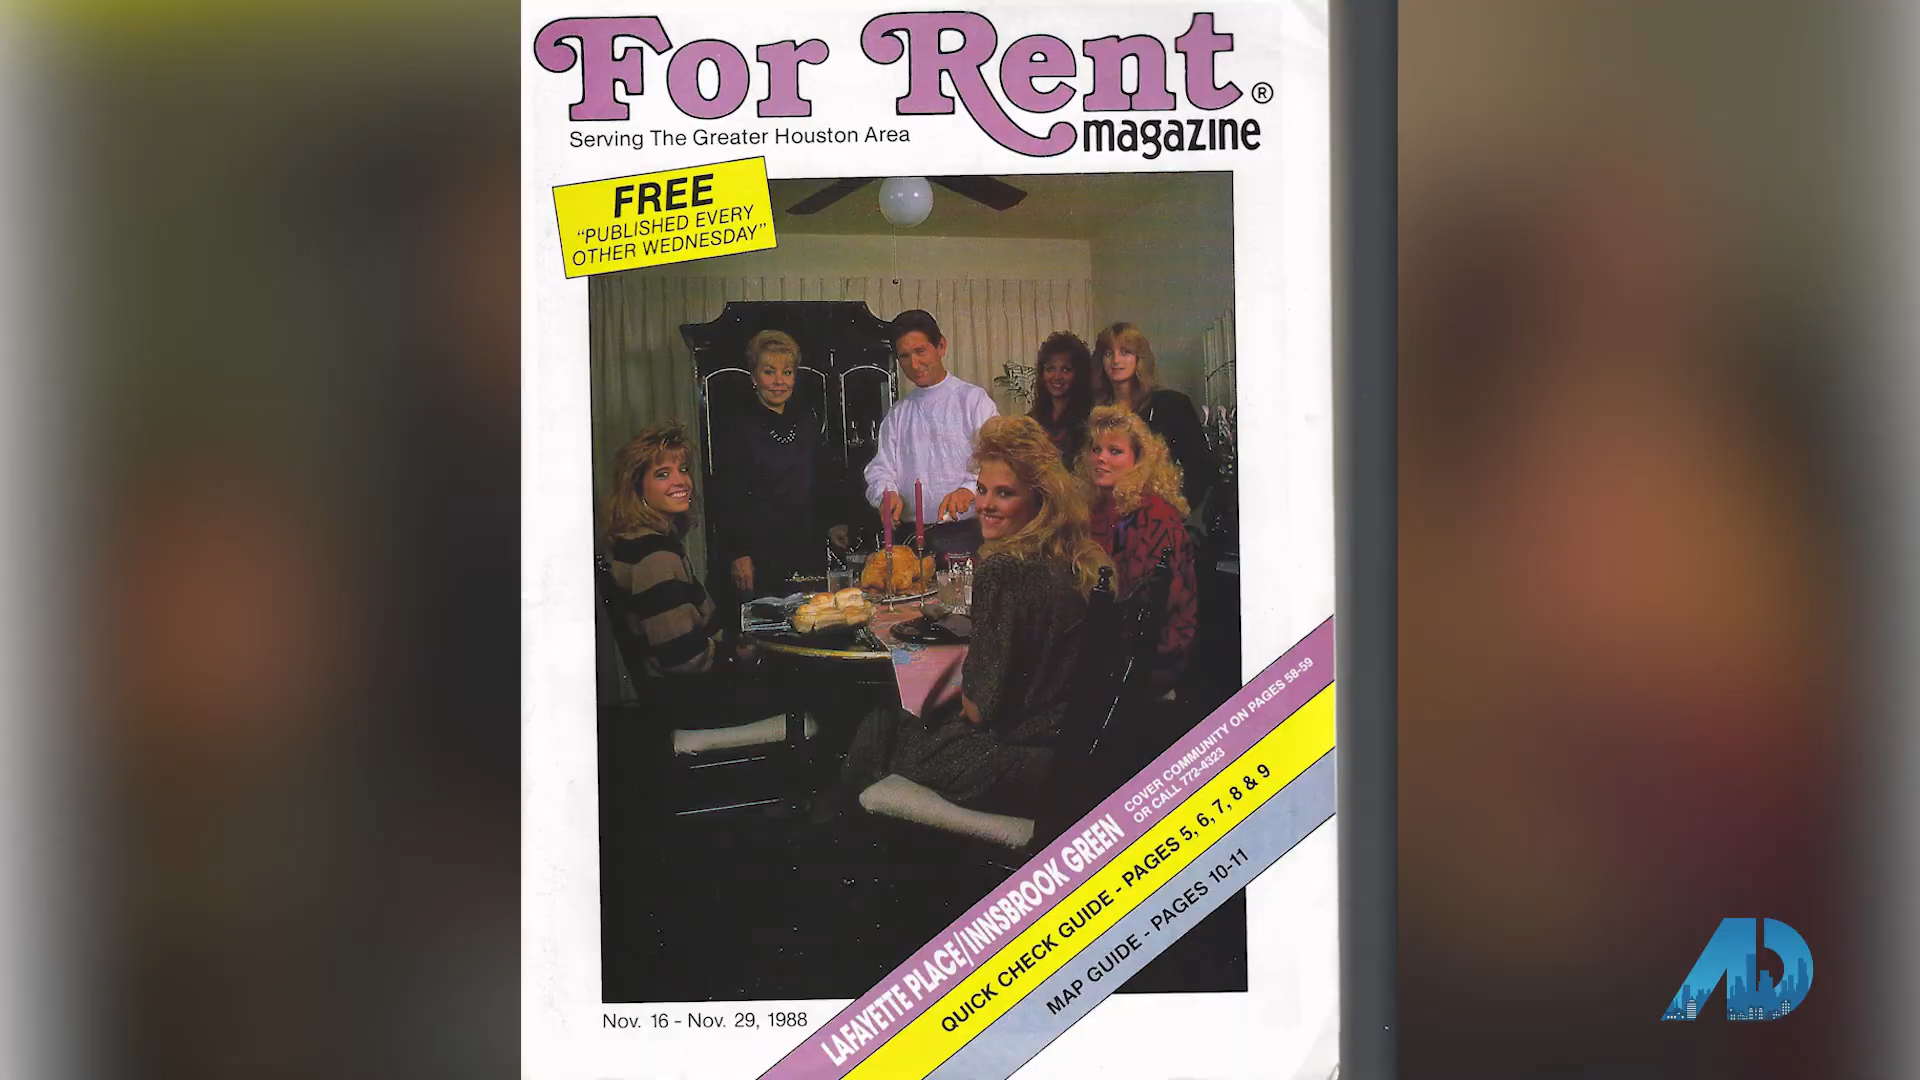 For Rent®
magazine
Serving The Greater Houston Area
FREE
“PUBLISHED EVERY
OTHER WEDNESDAY”
COVER COMMUNITY ON PAGES 58-59
OR CALL 772-4323
LAFAYETTE PLACE/INNSBROOK GREEN
QUICK CHECK GUIDE - PAGES 5, 6, 7, 8 & 9
MAP GUIDE - PAGES 10-11
Nov. 16 - Nov. 29, 1988
AD